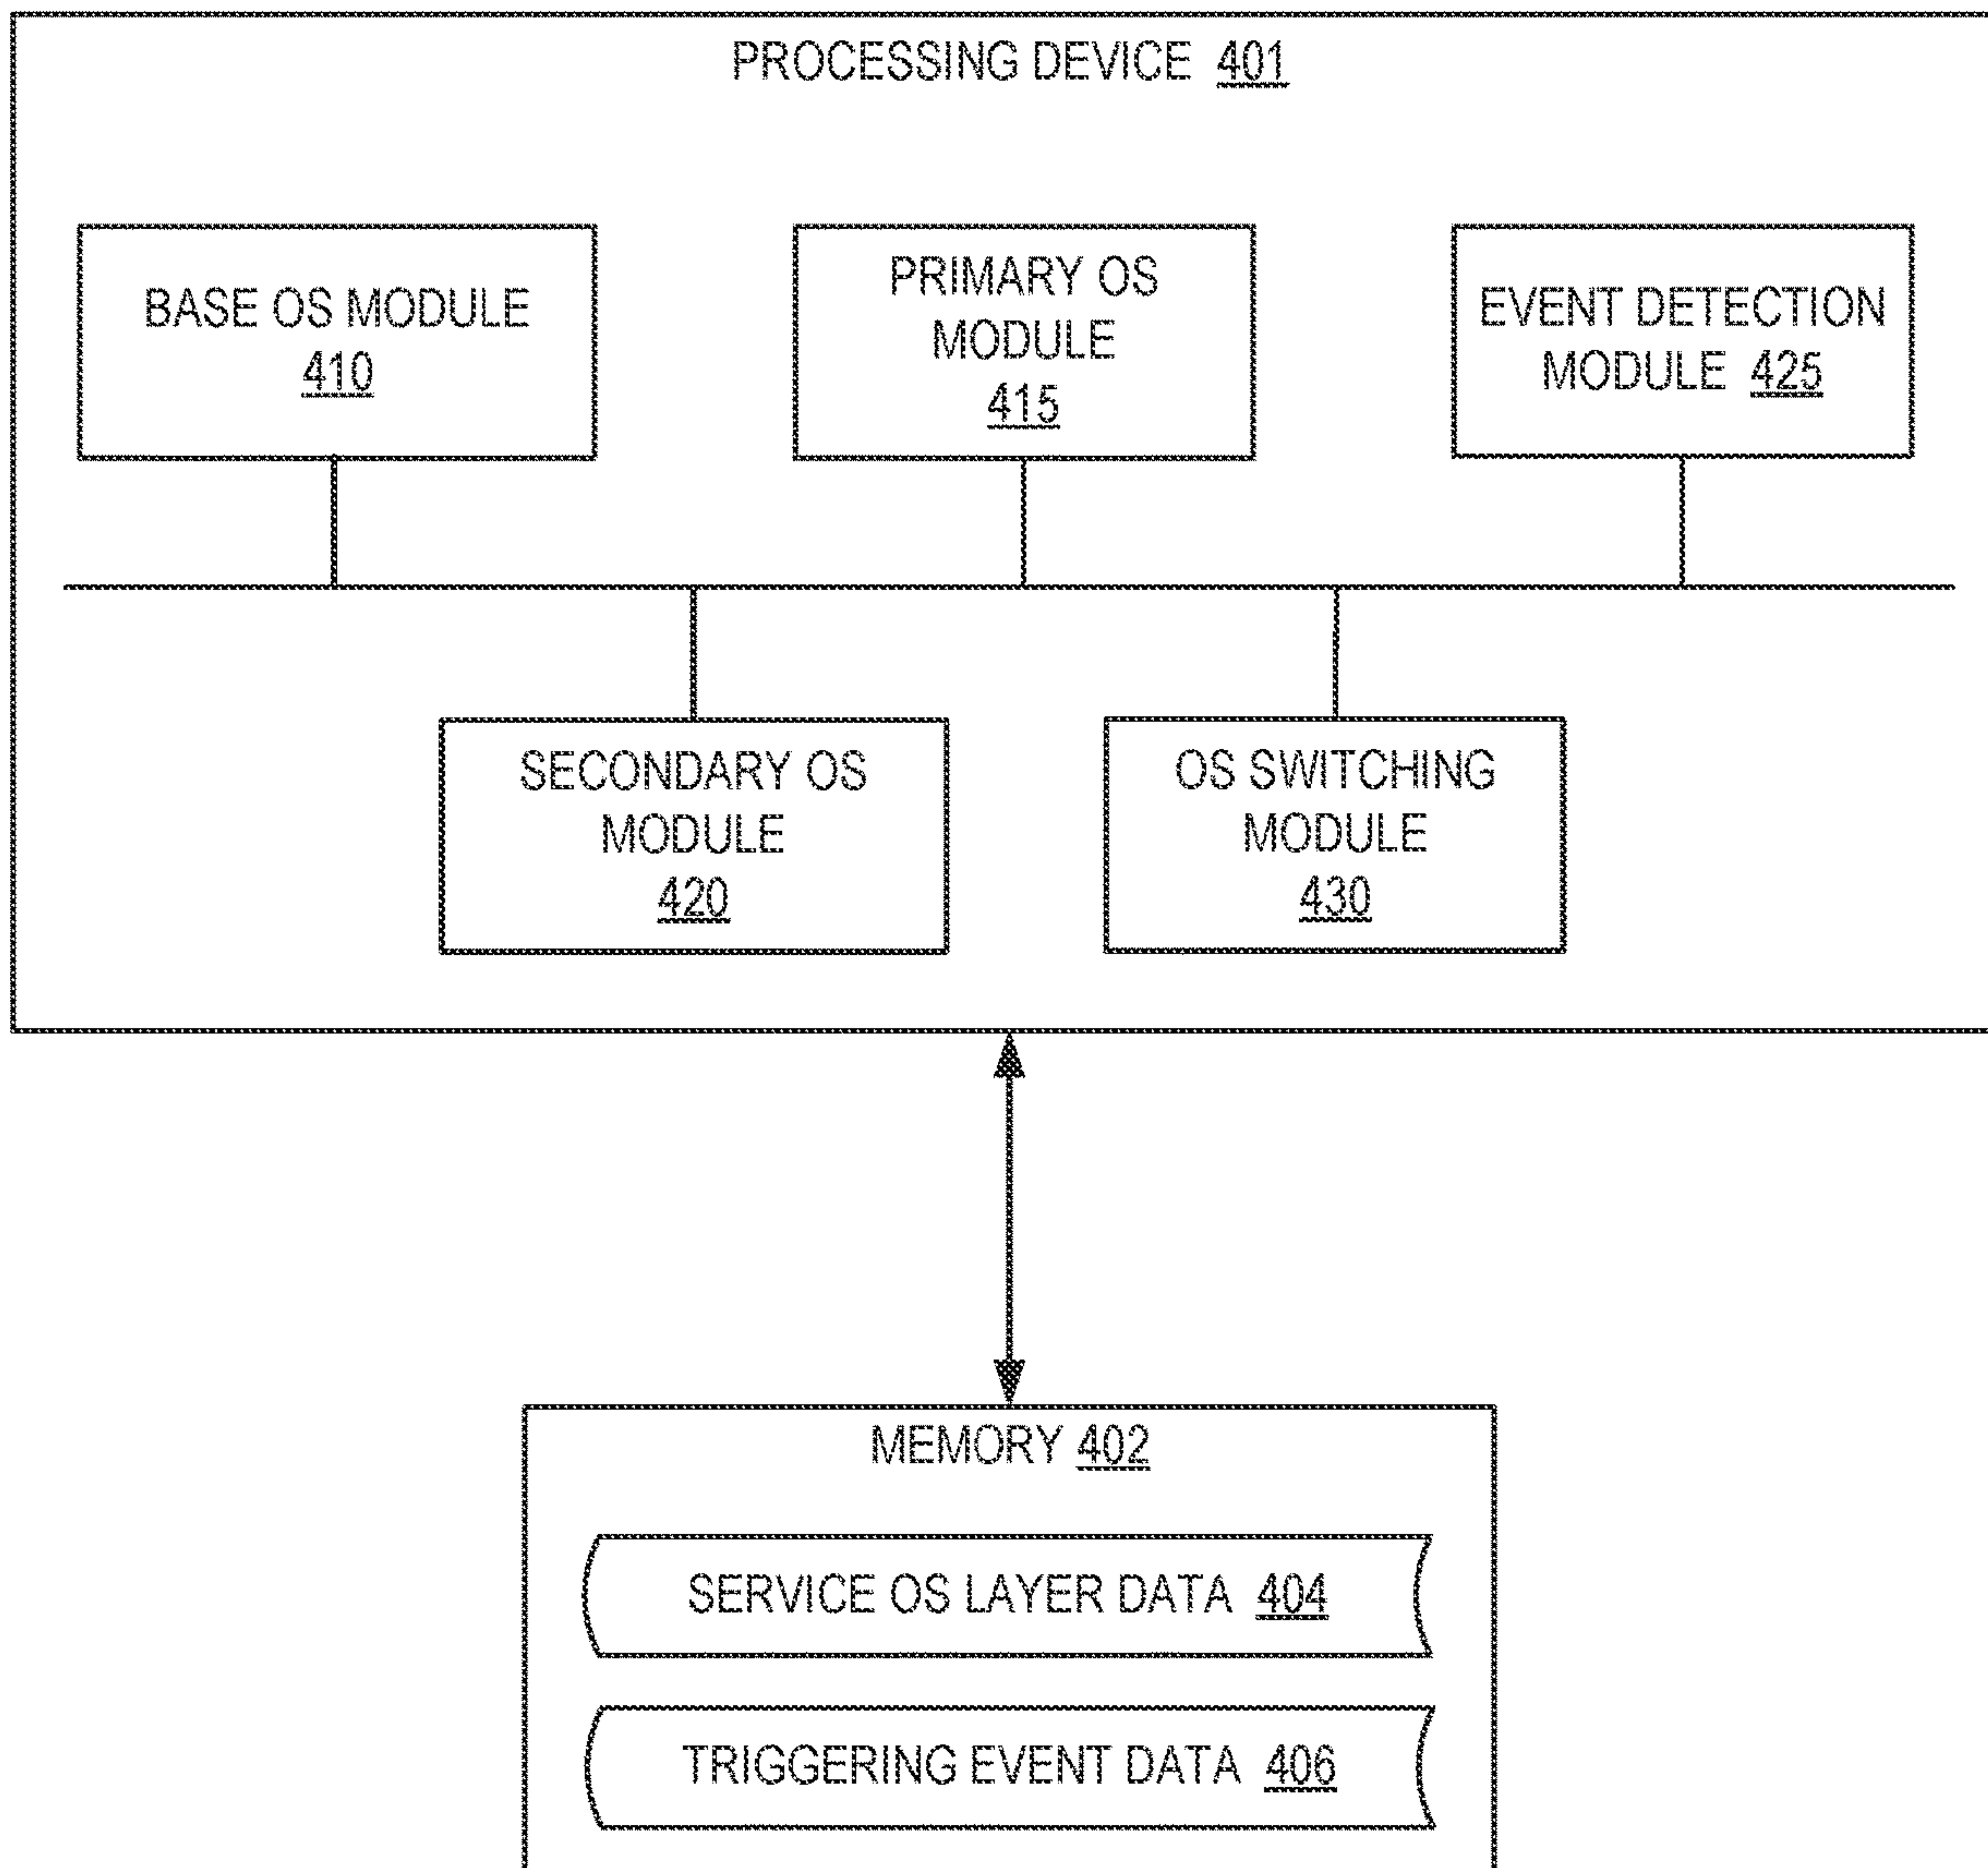 PROCESSING DEVICE 401
BASE OS MODULE
410
PRIMARY OS
MODULE
415
EVENT DETECTION
MODULE 425
SECONDARY OS
MODULE
420
OS SWITCHING
MODULE
430
MEMORY 402
SERVICE OS LAYER DATA 404
TRIGGERING EVENT DATA 406